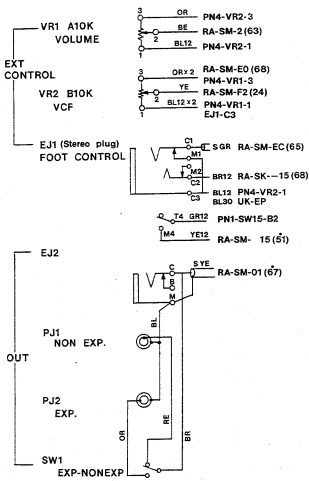 3 OR PN4-VR2-3
VR1 A10K
VOLUME
BE RA-SM-2(63)
2
BL12 PN4-VR2-1
1
EXT
CONTROL
3 OR×2 RA-SM-E0 (68)
PN4-VR1-3
VR2 B10K
VCF
YE RA-SM-F2(24)
2
BL12×2 PN4-VR1-1
1 EJ1-C3
EJ1 (Stereo plug)
FOOT CONTROL
C1 SGR RA-SM-EC(65)
M1
M2
C2 BR12 RA-SK--15(68)
C3 BL12 PN4-VR2-1
BL30 UK-EP
T4 GR12 PN1-SW15-B2
M4 YE12 RA-SM- 15(51)
EJ2
C SYE RA-SM-01(67)
B
M
BL
PJ1
NON EXP.
OUT
PJ2
EXP.
OR
RE
BR
SW1
EXP-NONEXP